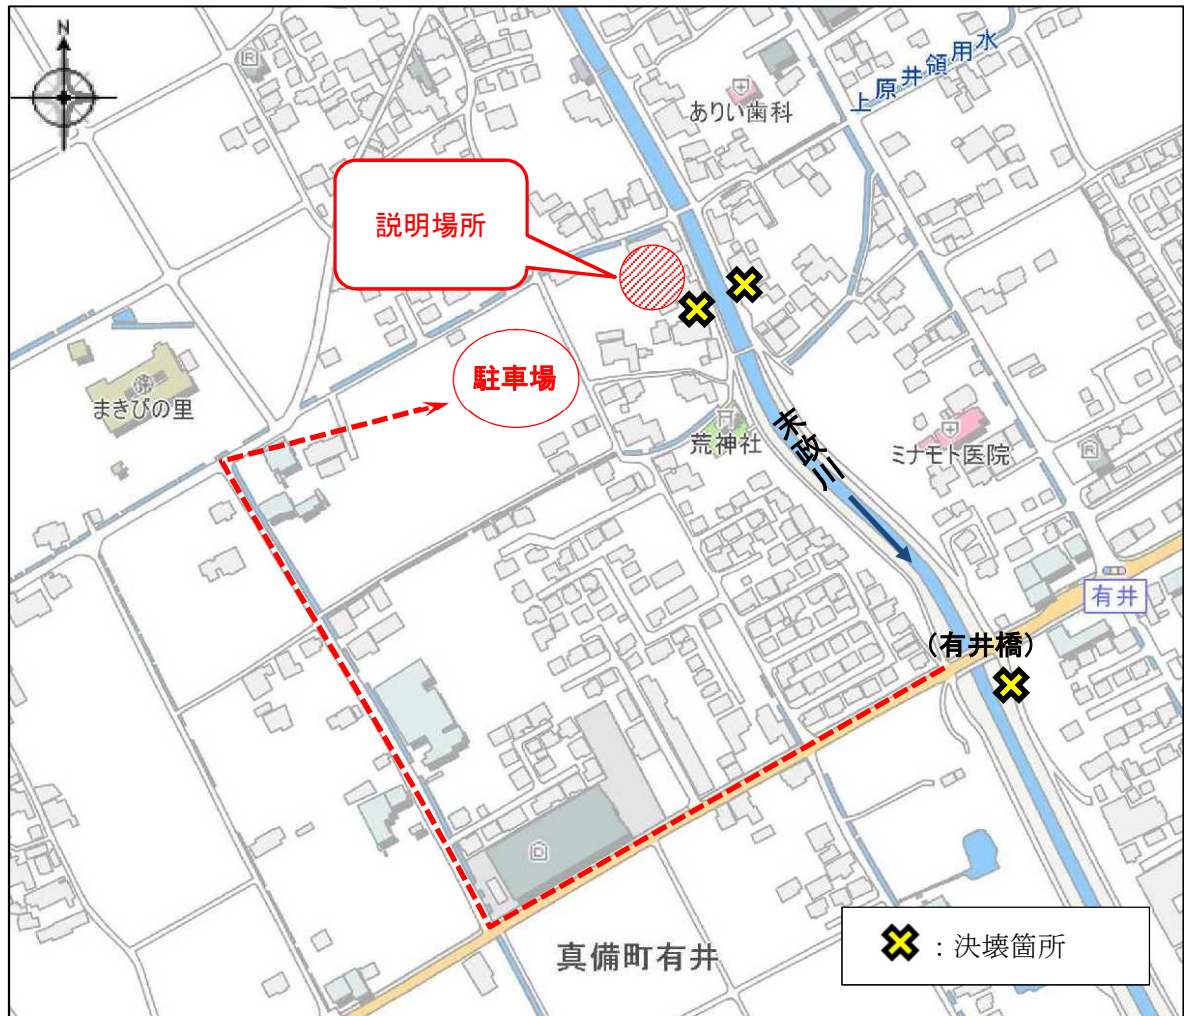 N
上原井領用水
ありい歯科
説明場所
駐車場
まきびの里
荒神社
末政川
ミナモト医院
有井
(有井橋)
真備町有井
:決壊箇所